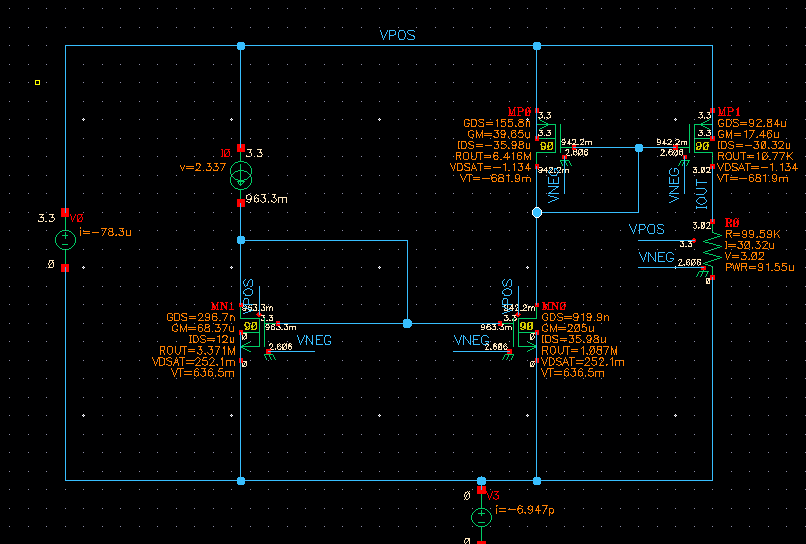 VPOS
I0
3.3
v=2.337
963.3m
3.3
V0
i=-78.3u
0
MP0
GDS=155.8n
GM=39.65u
IDS=-35.98u
ROUT=6.416M
VDSAT=-1.134
VT=-681.9m
3.3
3.3
90
942.2m
2.606
942.2m
VNEG
MP1
GDS=92.84u
GM=17.46u
IDS=-30.32u
ROUT=10.77K
VDSAT=-1.134
VT=-681.9m
3.3
3.3
90
942.2m
2.606
3.02
VNEG
IOUT
R0
R=99.59K
I=30.32u
V=3.02
PWR=91.55u
3.02
VPOS
3.3
VNEG
2.606
0
MN1
GDS=296.7n
GM=68.37u
IDS=12u
ROUT=3.371M
VDSAT=252.1m
VT=636.5m
VPOS
963.3m
3.3
963.3m
90
0
VNEG
2.606
0
VPOS
942.2m
3.3
963.3m
90
0
VNEG
2.606
0
MN0
GDS=919.9n
GM=205u
IDS=35.98u
ROUT=1.087M
VDSAT=252.1m
VT=636.5m
0
V3
i=-6.947p
0